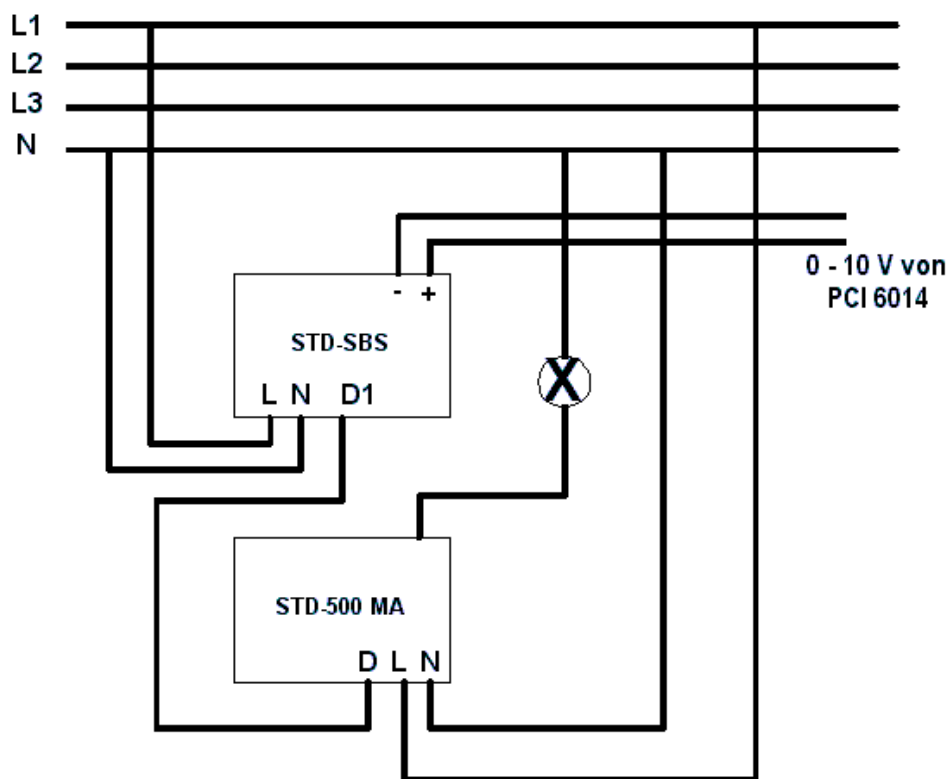 L1
L2
L3
N
0 - 10 V von
PCI 6014
- +
STD-SBS
L N D1
X
STD-500 MA
D L N